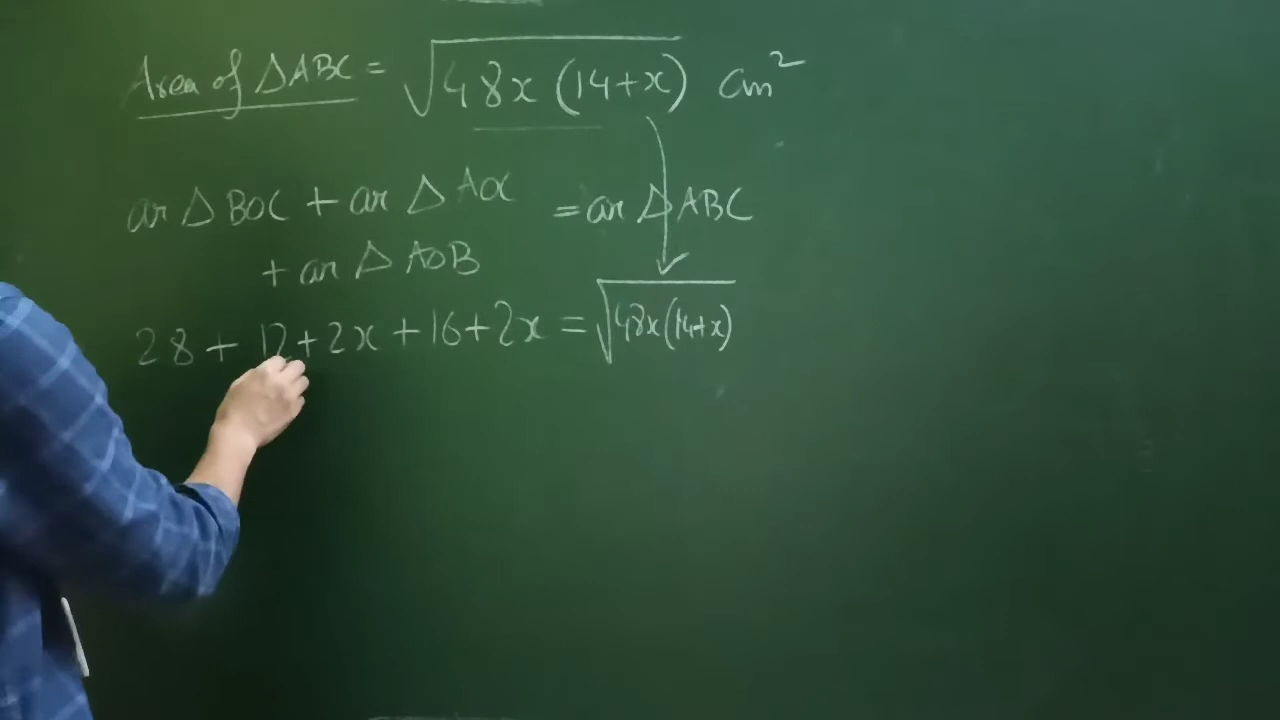 Area of △ABC = √48x (14+x) cm²
ar △ BOC + ar △ AOC = ar △ ABC
+ ar △ AOB
28 + 12 + 2x + 16 + 2x = √48x(14+x)